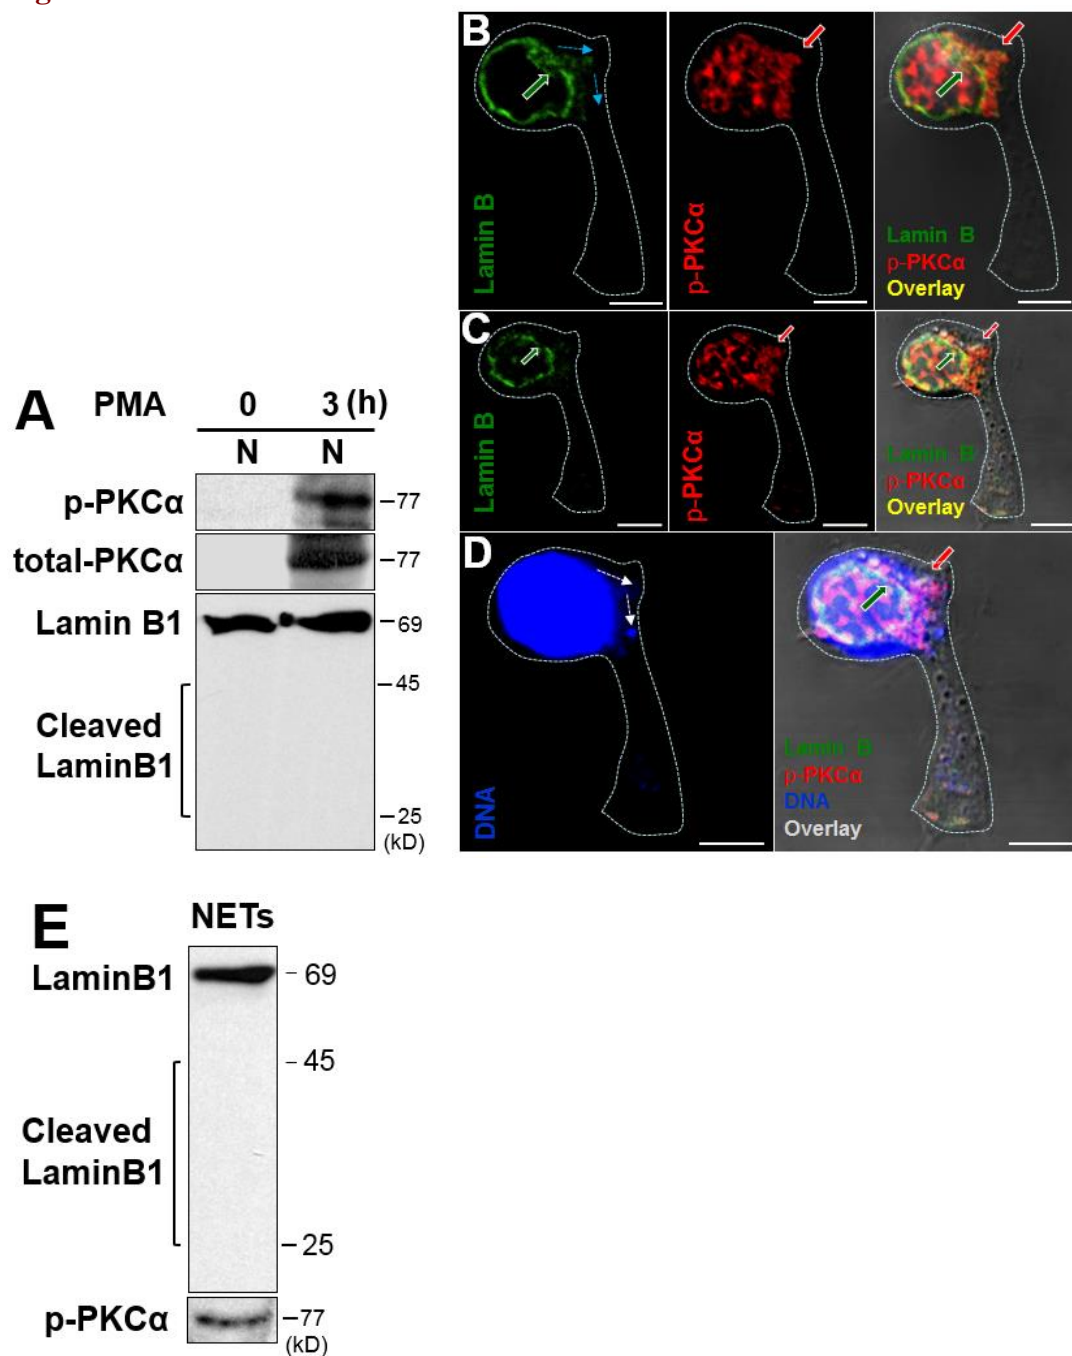 A
PMA 0 3 (h)
N N
p-PKCα
–77
total-PKCα
–77
Lamin B1
–69
–45
Cleaved
LaminB1
–25
(kD)
B
Lamin B
p-PKCα
Lamin B
p-PKCα
Overlay
C
Lamin B
p-PKCα
Lamin B
p-PKCα
Overlay
D
DNA
Lamin B
p-PKCα
DNA
Overlay
E
NETs
LaminB1
- 69
- 45
Cleaved
LaminB1
– 25
p-PKCα
–77
(kD)